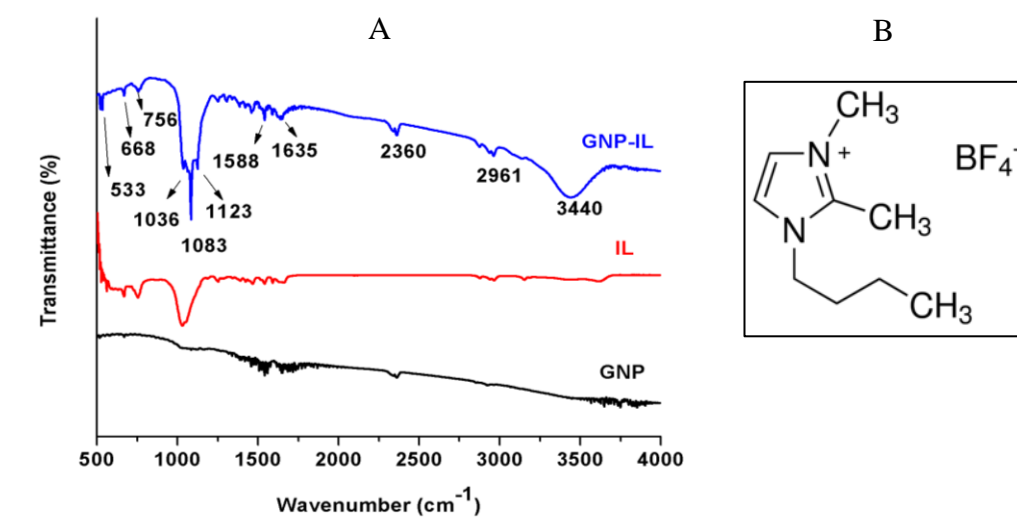 A
B
756
668
533
1036
1083
1123
1588
1635
2360
2961
3440
GNP-IL
IL
GNP
Transmittance (%)
500 1000 1500 2000 2500 3000 3500 4000
Wavenumber (cm⁻¹)
CH₃
N +
BF₄⁻
CH₃
N
CH₃